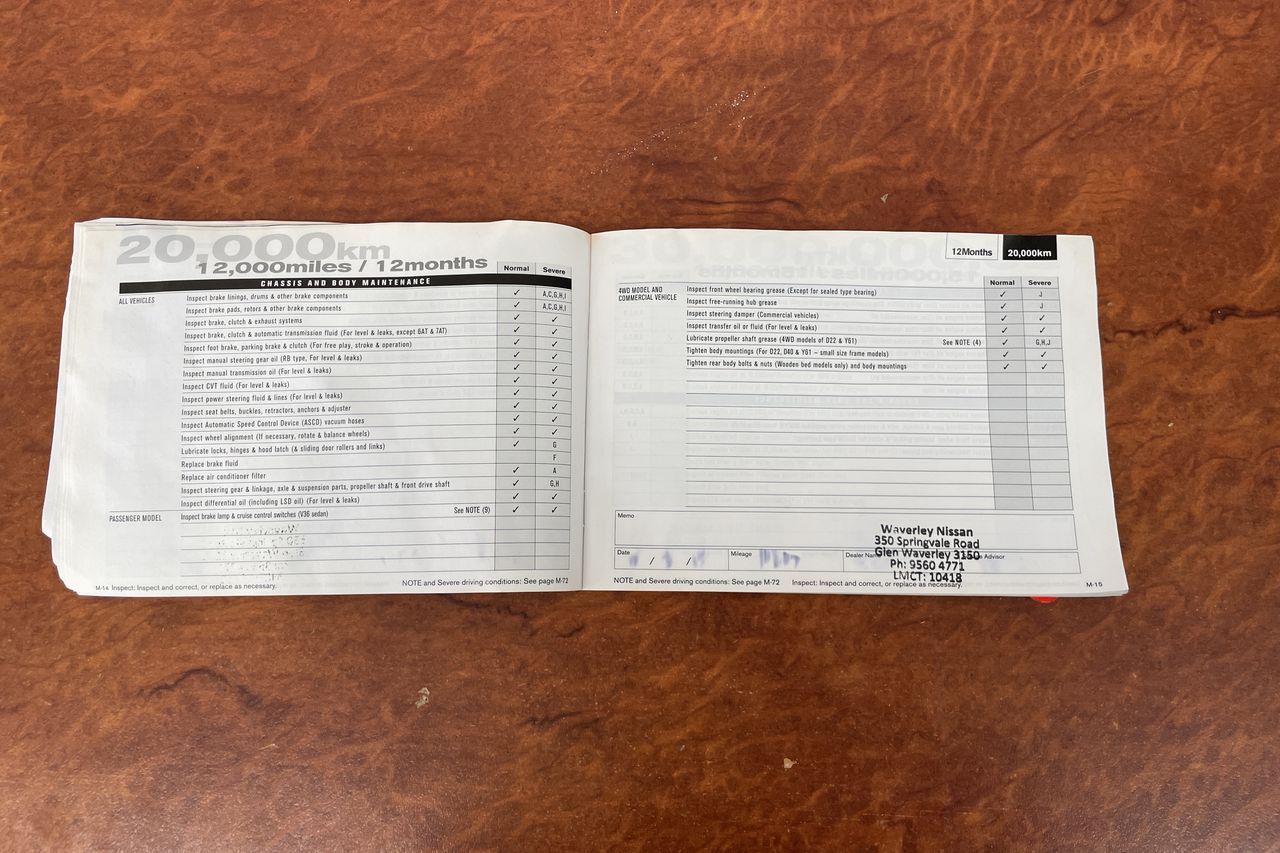 20,000km
12,000miles / 12months
Normal Severe
CHASSIS AND BODY MAINTENANCE
ALL VEHICLES
Inspect brake linings, drums & other brake components ✓ A,C,G,H,I
Inspect brake pads, rotors & other brake components ✓ A,C,G,H,I
Inspect brake, clutch & exhaust systems ✓ ✓
Inspect brake, clutch & automatic transmission fluid (For level & leaks, except 6AT & 7AT) ✓ ✓
Inspect foot brake, parking brake & clutch (For free play, stroke & operation) ✓ ✓
Inspect manual steering gear oil (RB type, For level & leaks) ✓ ✓
Inspect manual transmission oil (For level & leaks) ✓ ✓
Inspect CVT fluid (For level & leaks) ✓ ✓
Inspect power steering fluid & lines (For level & leaks) ✓ ✓
Inspect seat belts, buckles, retractors, anchors & adjuster ✓ ✓
Inspect Automatic Speed Control Device (ASCD) vacuum hoses ✓ ✓
Inspect wheel alignment (If necessary, rotate & balance wheels) ✓ ✓
Lubricate locks, hinges & hood latch (& sliding door rollers and links) ✓ G
Replace brake fluid F
Replace air conditioner filter ✓ A
Inspect steering gear & linkage, axle & suspension parts, propeller shaft & front drive shaft ✓ G,H
Inspect differential oil (including LSD oil) (For level & leaks) ✓ ✓
PASSENGER MODEL
Inspect brake lamp & cruise control switches (V36 sedan) See NOTE (9) ✓ ✓
M-14 Inspect: Inspect and correct, or replace as necessary.
NOTE and Severe driving conditions: See page M-72
12Months 20,000km
Normal Severe
4WD MODEL AND
COMMERCIAL VEHICLE
Inspect front wheel bearing grease (Except for sealed type bearing) ✓ J
Inspect free-running hub grease ✓ J
Inspect steering damper (Commercial vehicles) ✓ ✓
Inspect transfer oil or fluid (For level & leaks) ✓ ✓
Lubricate propeller shaft grease (4WD models of D22 & Y61) See NOTE (4) ✓ G,H,J
Tighten body mountings (For D22, D40 & Y61 – small size frame models) ✓ ✓
Tighten rear body bolts & nuts (Wooden bed models only) and body mountings ✓ ✓
Memo
Waverley Nissan
350 Springvale Road
Glen Waverley 3150
Ph: 9560 4771
LMCT: 10418
Date / / Mileage Dealer Advisor
NOTE and Severe driving conditions: See page M-72 Inspect: Inspect and correct, or replace as necessary.
M-15